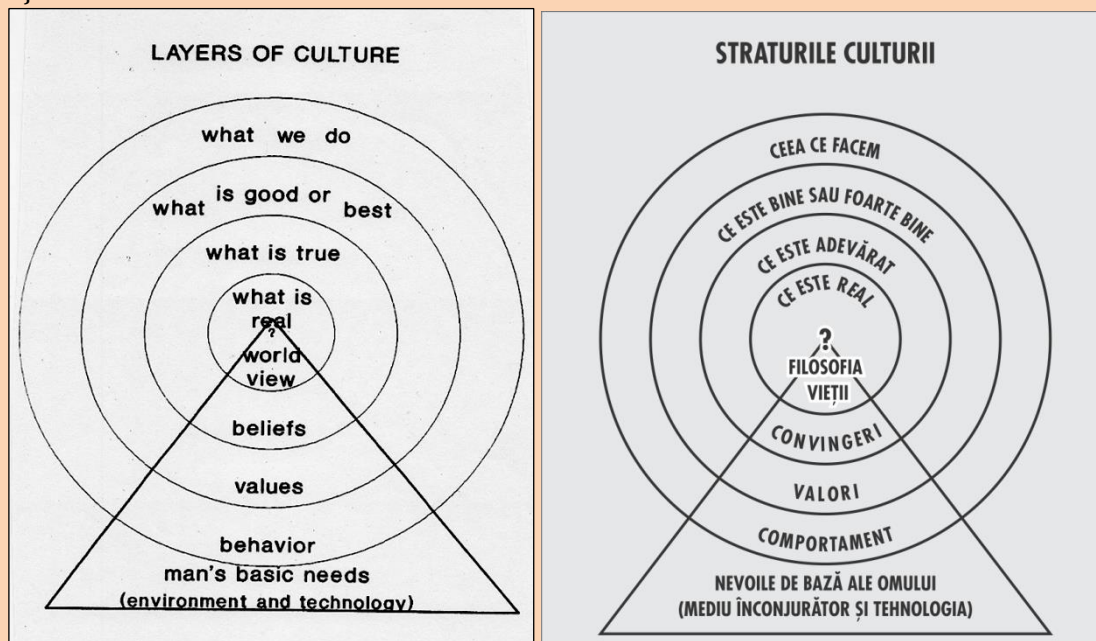 LAYERS OF CULTURE
what we do
what is good or best
what is true
what is
real
?
world
view
beliefs
values
behavior
man's basic needs
(environment and technology)
STRATURILE CULTURII
CEEA CE FACEM
CE ESTE BINE SAU FOARTE BINE
CE ESTE ADEVĂRAT
CE ESTE REAL
?
FILOSOFIA
VIEȚII
CONVINGERI
VALORI
COMPORTAMENT
NEVOILE DE BAZĂ ALE OMULUI
(MEDIU ÎNCONJURĂTOR ȘI TEHNOLOGIA)